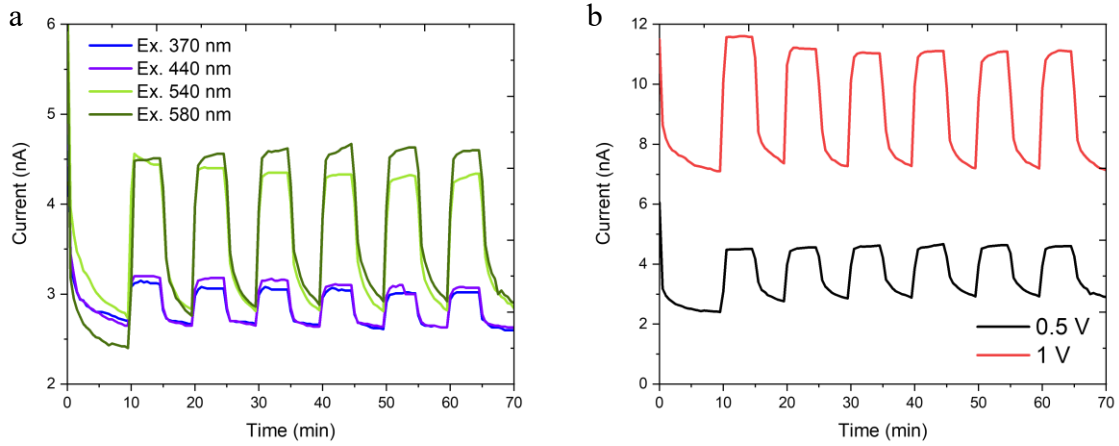 a
6
5
4
3
2
Current (nA)
Ex. 370 nm
Ex. 440 nm
Ex. 540 nm
Ex. 580 nm
0 10 20 30 40 50 60 70
Time (min)
b
12
10
8
6
4
2
0
Current (nA)
0.5 V
1 V
0 10 20 30 40 50 60 70
Time (min)